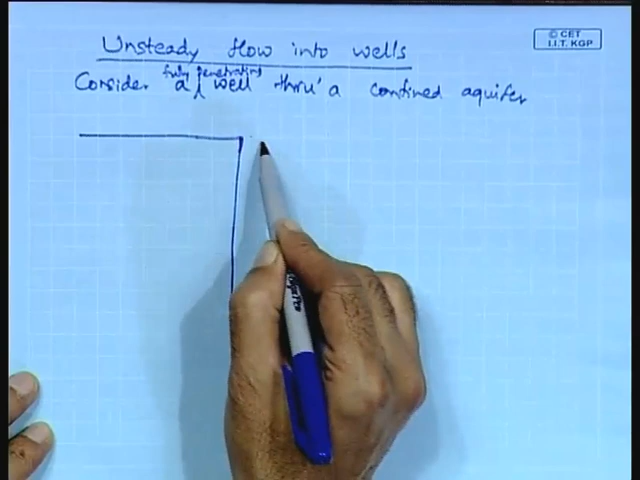 © CET
I.I.T. KGP
Unsteady flow into wells
fully penetrating
Consider a well thru' a confined aquifer